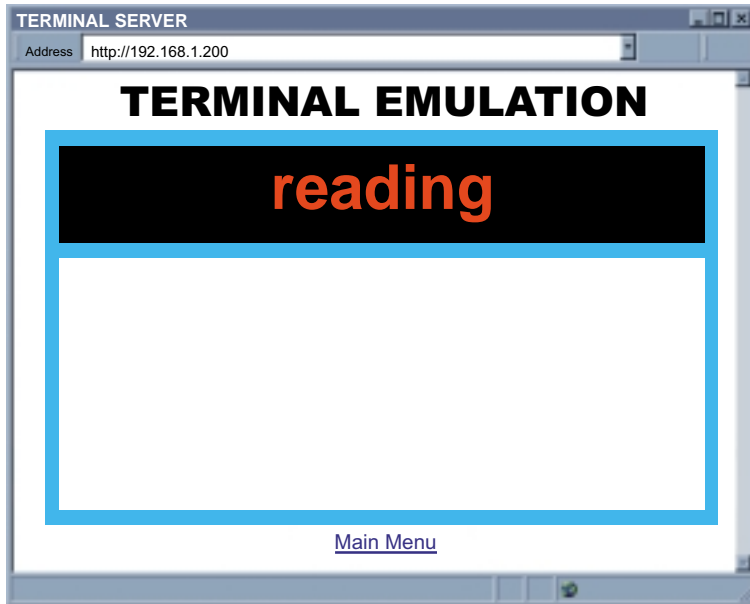 TERMINAL SERVER
Address http://192.168.1.200
TERMINAL EMULATION
reading
Main Menu